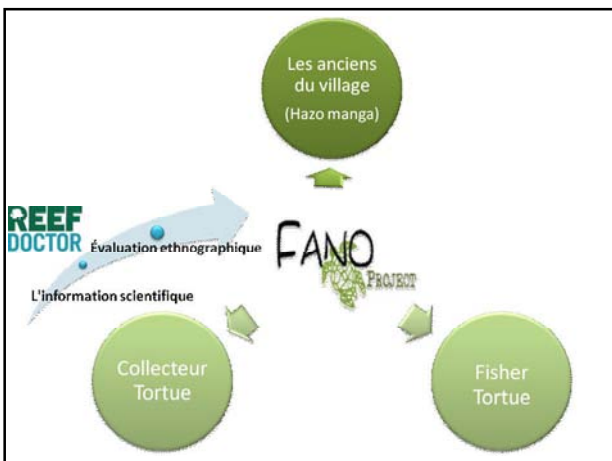 Les anciens
du village
(Hazo manga)
REEF
DOCTOR
Évaluation ethnographique
L'information scientifique
FANO
PROJECT
Collecteur
Tortue
Fisher
Tortue